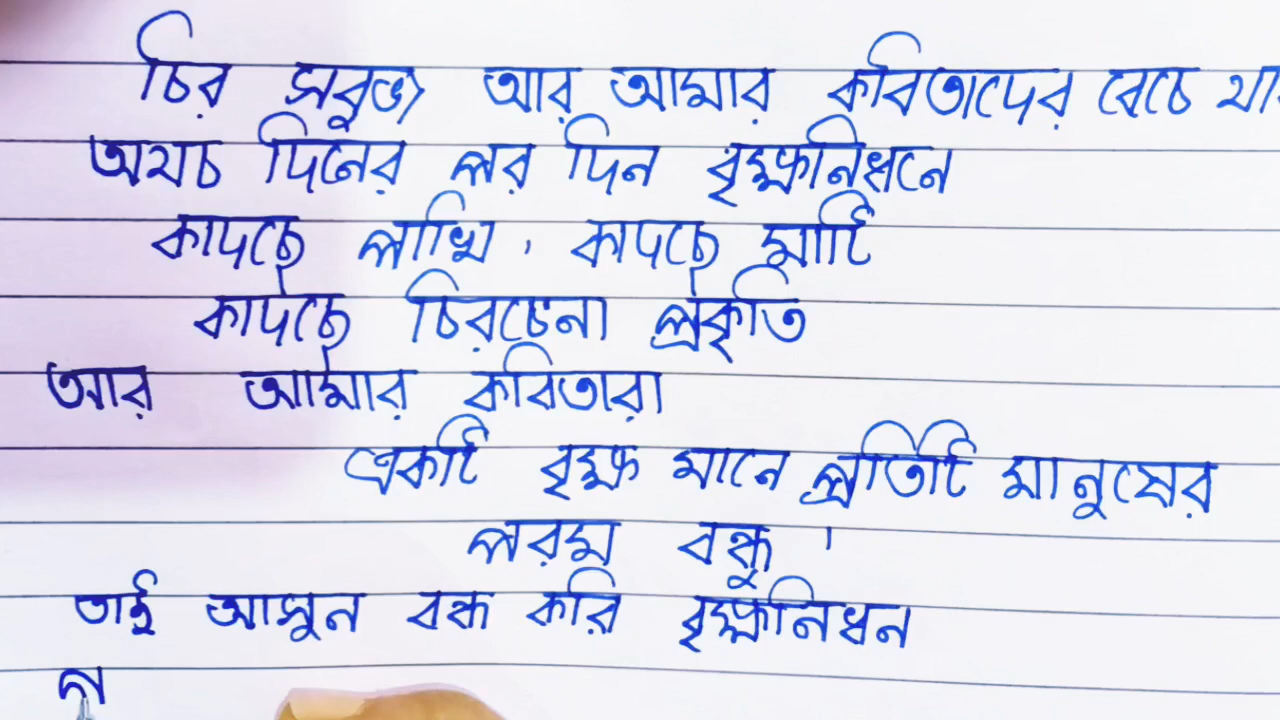 চির সবুজ আর আমার কবিতাদের বেচে
অথচ দিনের পর দিন বৃক্ষনিধনে
কাদছে পাখি, কাদছে মাটি
কাদছে চিরচেনা প্রকৃতি
আর আমার কবিতারা
একটি বৃক্ষ মানে প্রতিটি মানুষের
পরম বন্ধু।
তাই আসুন বন্ধ করি বৃক্ষনিধন